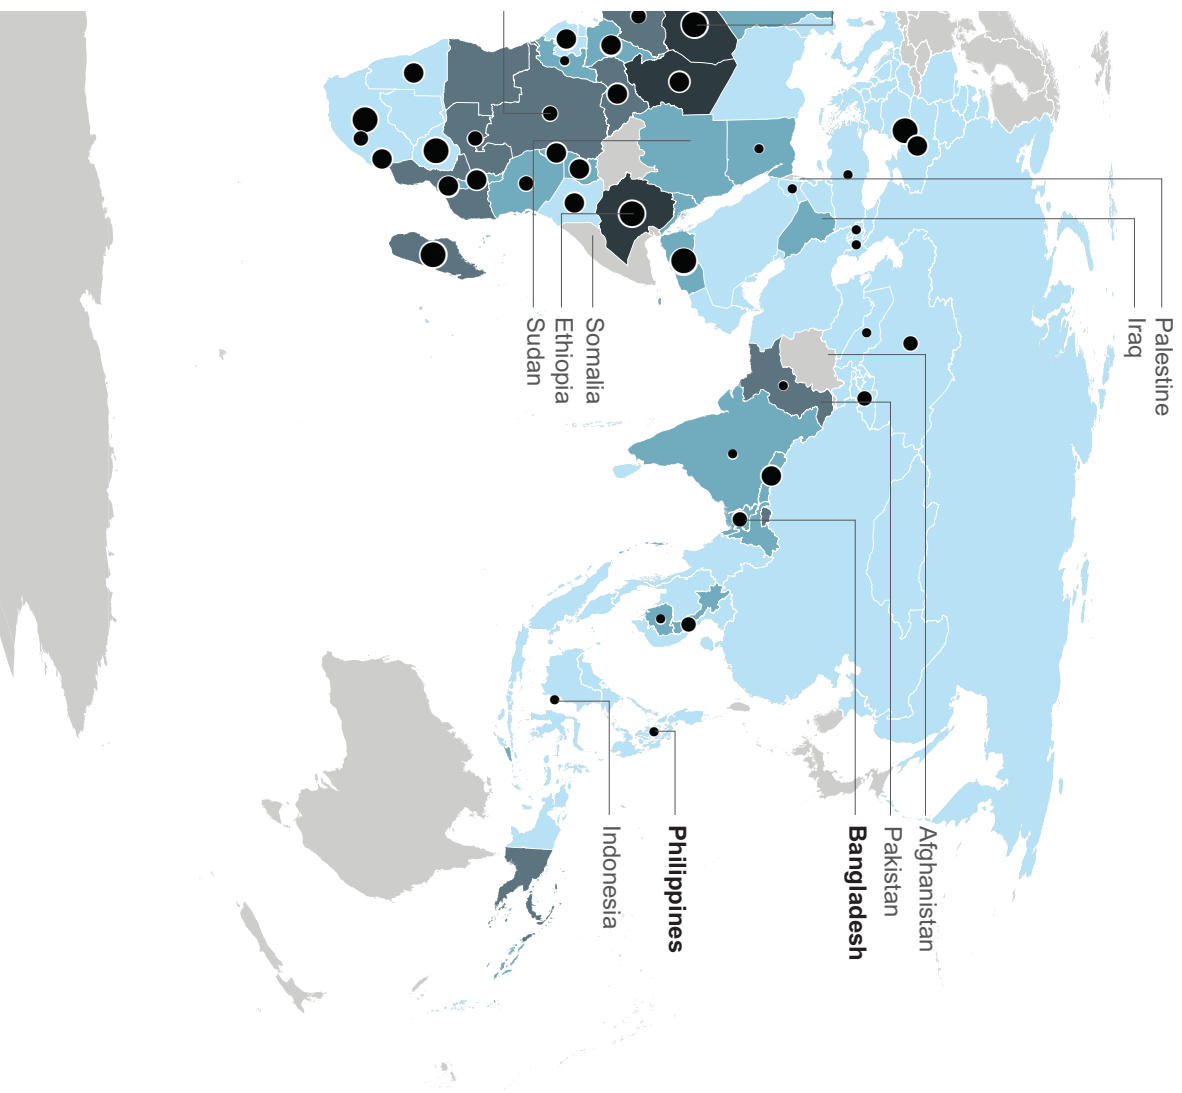 Palestine
Iraq
Somalia
Ethiopia
Sudan
Afghanistan
Pakistan
Bangladesh
Philippines
Indonesia